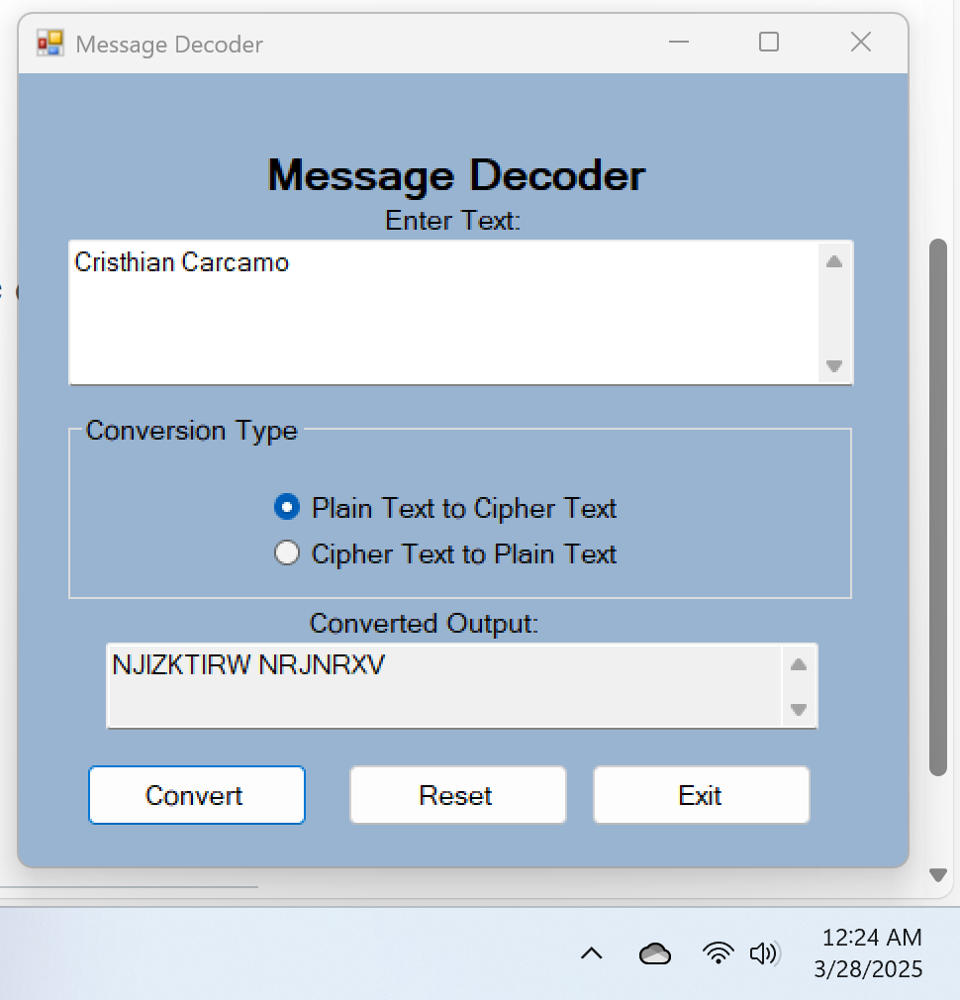 Message Decoder
Message Decoder
Enter Text:
Cristhian Carcamo
Conversion Type
Plain Text to Cipher Text
Cipher Text to Plain Text
Converted Output:
NJIZKTIRW NRJNRXV
Convert Reset Exit
12:24 AM
3/28/2025